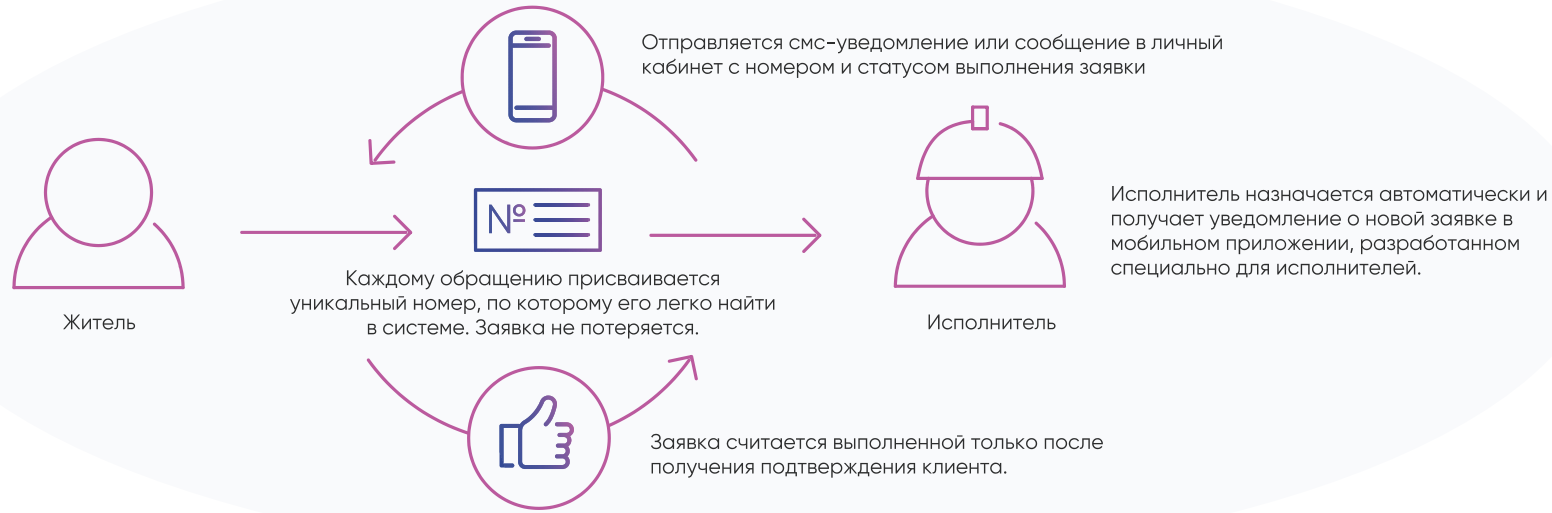 Отправляется смс-уведомление или сообщение в личный
кабинет с номером и статусом выполнения заявки
№
Каждому обращению присваивается
уникальный номер, по которому его легко найти
в системе. Заявка не потеряется.
Житель
Исполнитель
Исполнитель назначается автоматически и
получает уведомление о новой заявке в
мобильном приложении, разработанном
специально для исполнителей.
Заявка считается выполненной только после
получения подтверждения клиента.